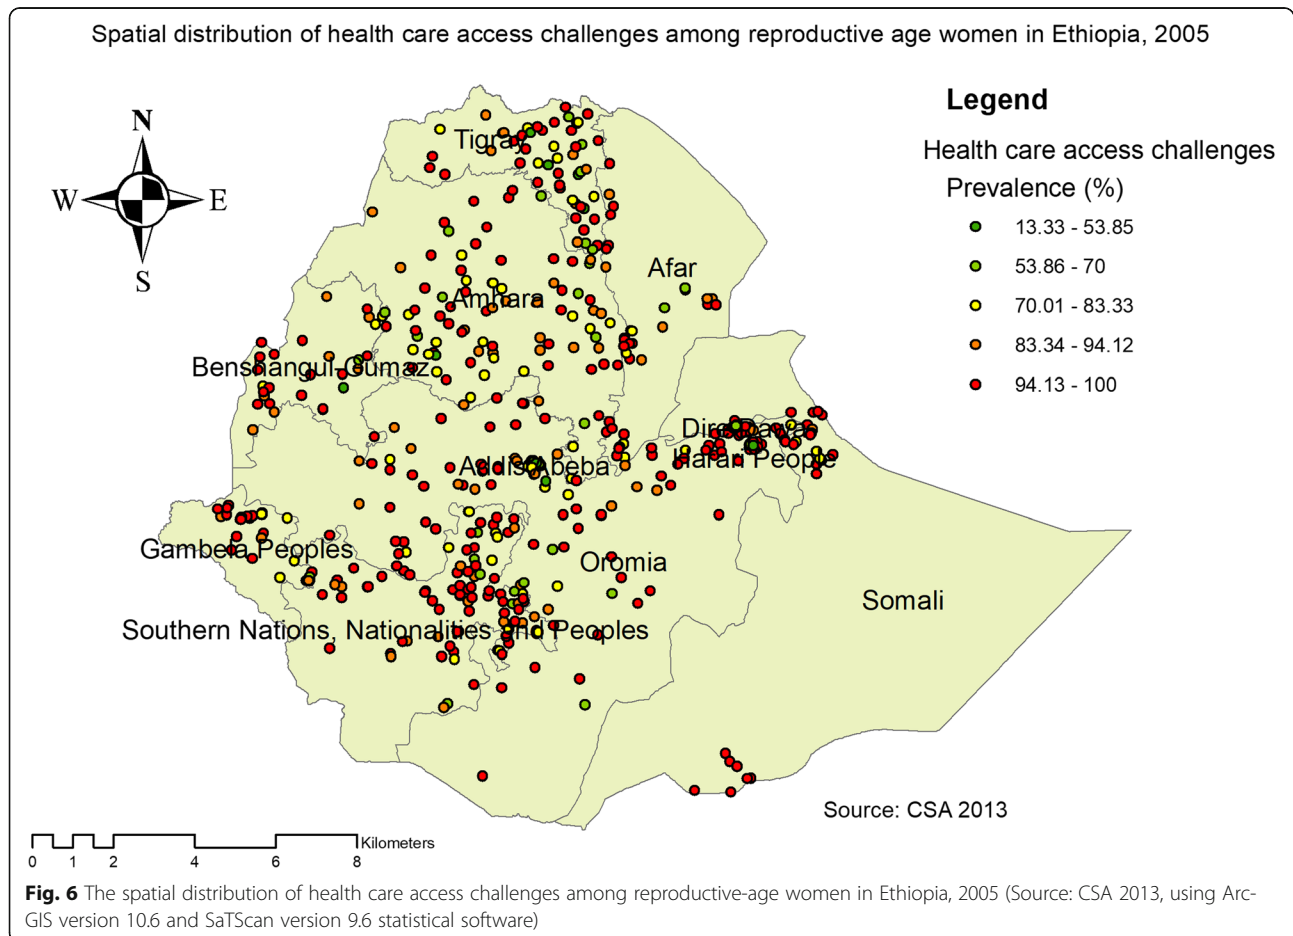 Spatial distribution of health care access challenges among reproductive age women in Ethiopia, 2005
N
W
E
S
Legend
Health care access challenges
Prevalence (%)
13.33 - 53.85
53.86 - 70
70.01 - 83.33
83.34 - 94.12
94.13 - 100
Tigray
Afar
Amhara
Benshangul-Gumaz
Dire Dawa
Harari People
Addis Abeba
Gambela Peoples
Oromia
Somali
Southern Nations, Nationalities and Peoples
Source: CSA 2013
Kilometers
0 1 2 4 6 8
Fig. 6 The spatial distribution of health care access challenges among reproductive-age women in Ethiopia, 2005 (Source: CSA 2013, using Arc-
GIS version 10.6 and SaTScan version 9.6 statistical software)